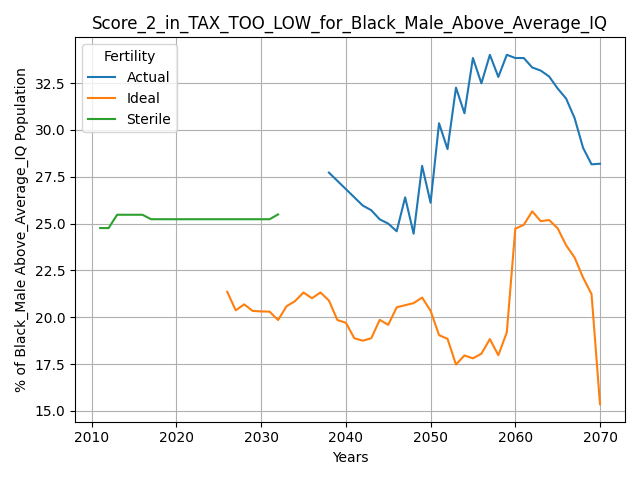 Score_2_in_TAX_TOO_LOW_for_Black_Male_Above_Average_IQ
Fertility
Actual
Ideal
Sterile
% of Black_Male Above_Average_IQ Population
32.5
30.0
27.5
25.0
22.5
20.0
17.5
15.0
2010 2020 2030 2040 2050 2060 2070
Years